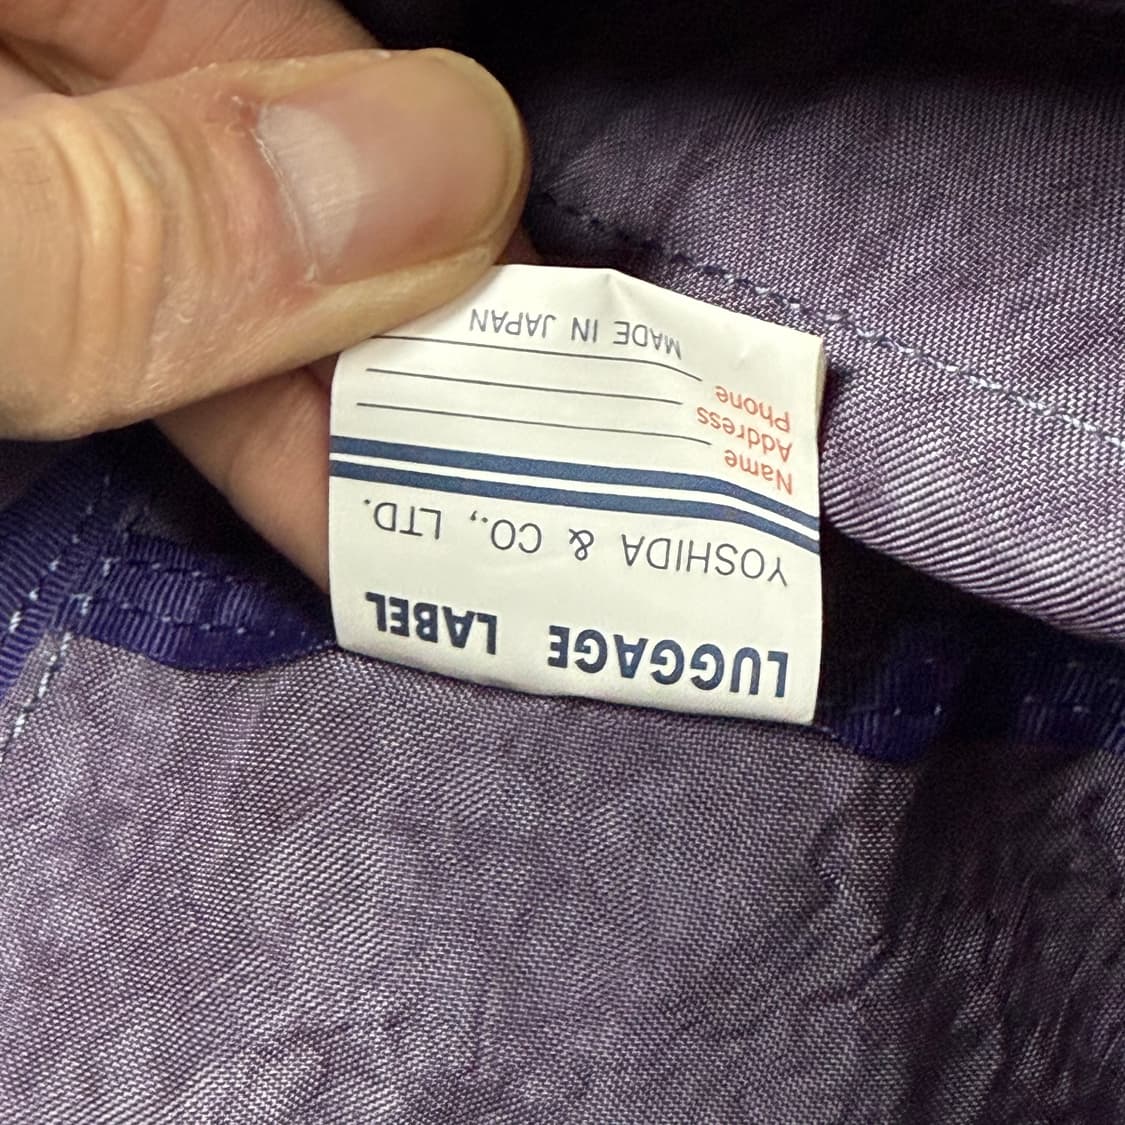 LUGGAGE LABEL
YOSHIDA & CO., LTD.
Name
Address
Phone
MADE IN JAPAN